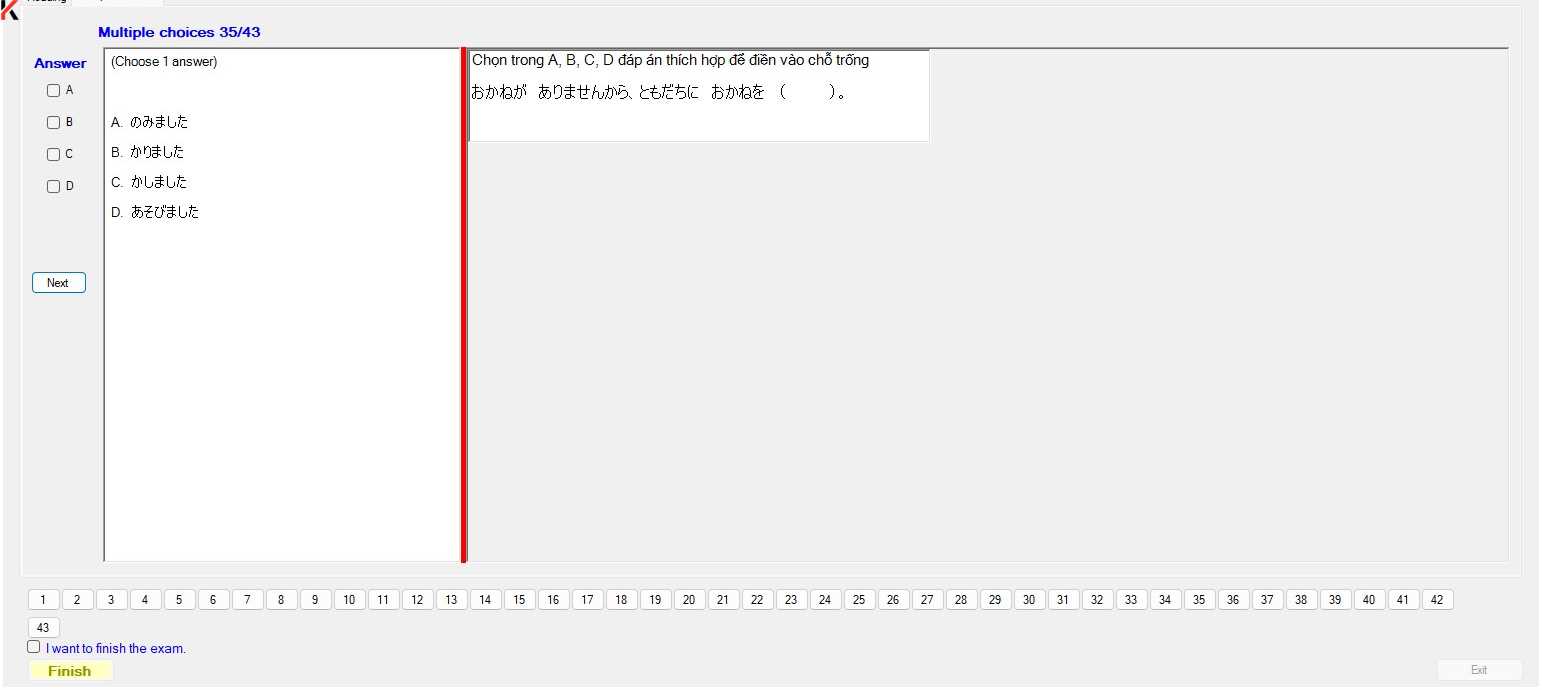 Multiple choices 35/43
Answer
A
B
C
D
Next
(Choose 1 answer)
A. のみました
B. かりました
C. かしました
D. あそびました
Chọn trong A, B, C, D đáp án thích hợp để điền vào chỗ trống
おかねが ありませんから、ともだちに おかねを ( )。
1 2 3 4 5 6 7 8 9 10 11 12 13 14 15 16 17 18 19 20 21 22 23 24 25 26 27 28 29 30 31 32 33 34 35 36 37 38 39 40 41 42
43
I want to finish the exam.
Finish
Exit